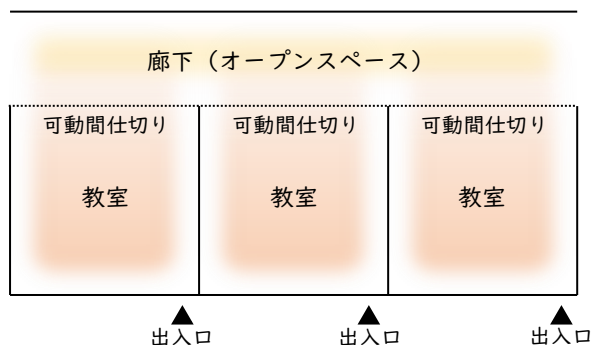 廊下（オープンスペース）
可動間仕切り
可動間仕切り
可動間仕切り
教室
教室
教室
出入口
出入口
出入口